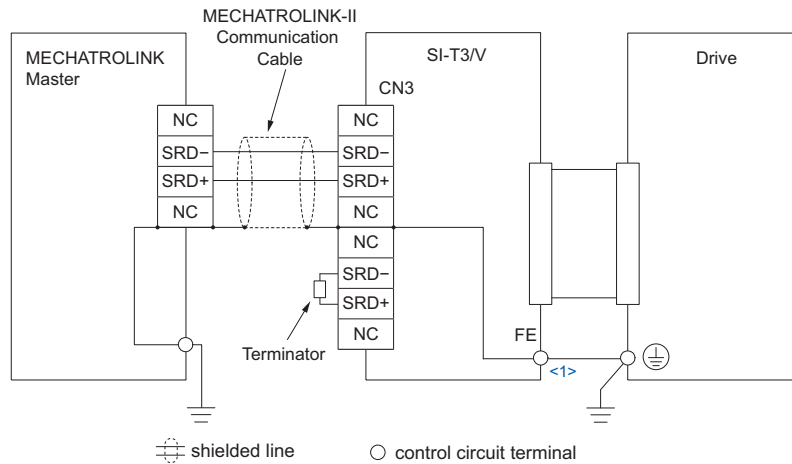 MECHATROLINK-II
Communication
Cable
MECHATROLINK
Master
SI-T3/V
Drive
CN3
NC
SRD−
SRD+
NC
NC
SRD−
SRD+
NC
NC
SRD−
SRD+
NC
Terminator
FE
<1>
shielded line
control circuit terminal